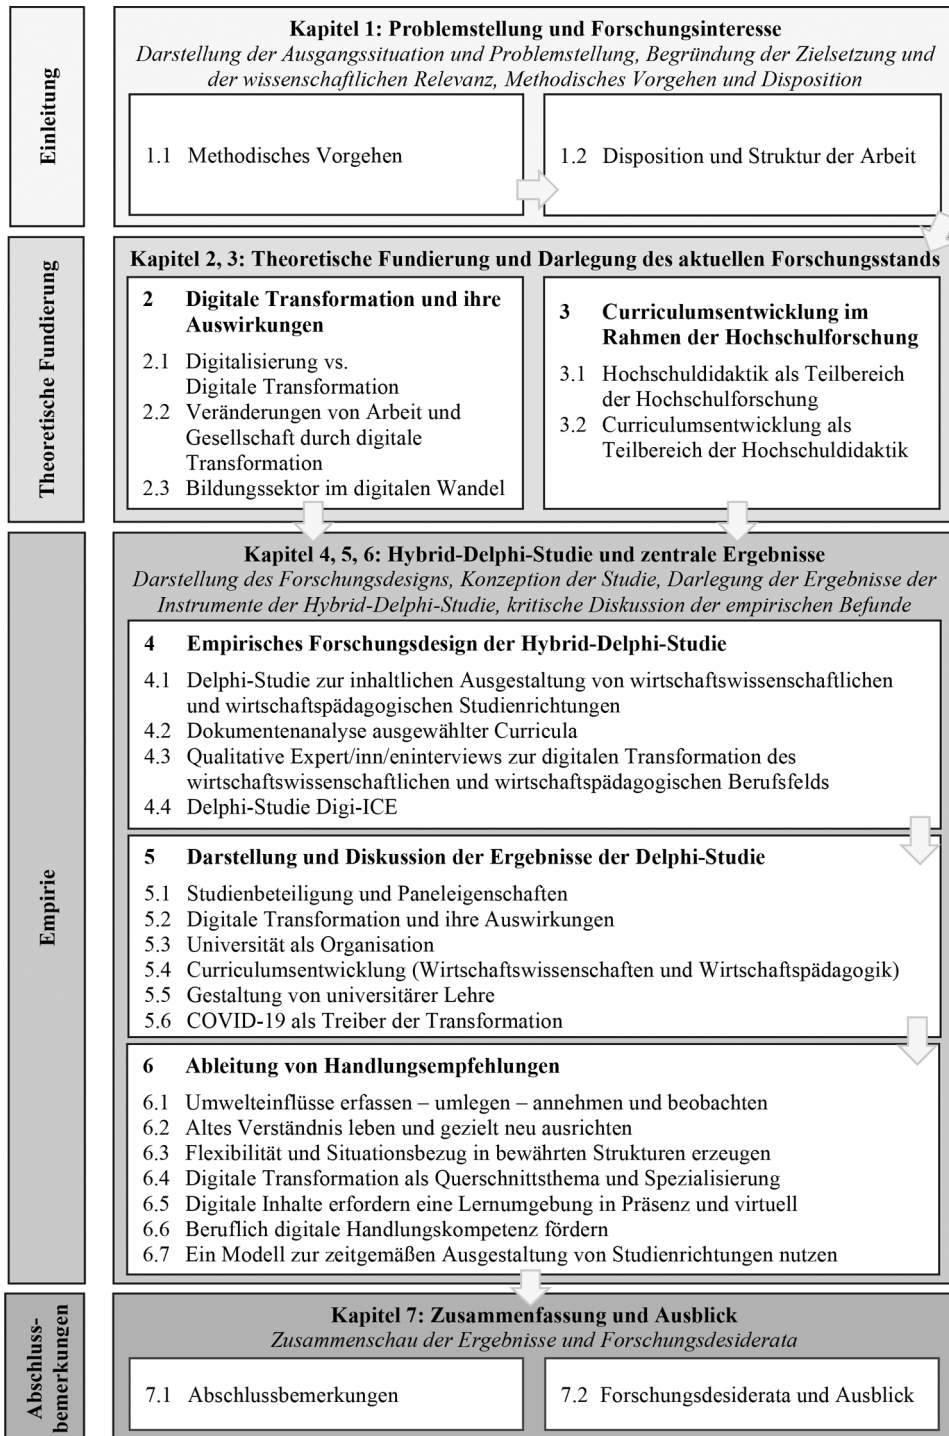 Einleitung
Kapitel 1: Problemstellung und Forschungsinteresse
Darstellung der Ausgangssituation und Problemstellung, Begründung der Zielsetzung und
der wissenschaftlichen Relevanz, Methodisches Vorgehen und Disposition
1.1 Methodisches Vorgehen
1.2 Disposition und Struktur der Arbeit
Theoretische Fundierung
Kapitel 2, 3: Theoretische Fundierung und Darlegung des aktuellen Forschungsstands
2 Digitale Transformation und ihre
Auswirkungen
2.1 Digitalisierung vs.
Digitale Transformation
2.2 Veränderungen von Arbeit und
Gesellschaft durch digitale
Transformation
2.3 Bildungssektor im digitalen Wandel
3 Curriculumsentwicklung im
Rahmen der Hochschulforschung
3.1 Hochschuldidaktik als Teilbereich
der Hochschulforschung
3.2 Curriculumsentwicklung als
Teilbereich der Hochschuldidaktik
Empirie
Kapitel 4, 5, 6: Hybrid-Delphi-Studie und zentrale Ergebnisse
Darstellung des Forschungsdesigns, Konzeption der Studie, Darlegung der Ergebnisse der
Instrumente der Hybrid-Delphi-Studie, kritische Diskussion der empirischen Befunde
4 Empirisches Forschungsdesign der Hybrid-Delphi-Studie
4.1 Delphi-Studie zur inhaltlichen Ausgestaltung von wirtschaftswissenschaftlichen
und wirtschaftspädagogischen Studienrichtungen
4.2 Dokumentenanalyse ausgewählter Curricula
4.3 Qualitative Expert/inn/eninterviews zur digitalen Transformation des
wirtschaftswissenschaftlichen und wirtschaftspädagogischen Berufsfelds
4.4 Delphi-Studie Digi-ICE
5 Darstellung und Diskussion der Ergebnisse der Delphi-Studie
5.1 Studienbeteiligung und Paneleigenschaften
5.2 Digitale Transformation und ihre Auswirkungen
5.3 Universität als Organisation
5.4 Curriculumsentwicklung (Wirtschaftswissenschaften und Wirtschaftspädagogik)
5.5 Gestaltung von universitärer Lehre
5.6 COVID-19 als Treiber der Transformation
6 Ableitung von Handlungsempfehlungen
6.1 Umwelteinflüsse erfassen – umlegen – annehmen und beobachten
6.2 Altes Verständnis leben und gezielt neu ausrichten
6.3 Flexibilität und Situationsbezug in bewährten Strukturen erzeugen
6.4 Digitale Transformation als Querschnittsthema und Spezialisierung
6.5 Digitale Inhalte erfordern eine Lernumgebung in Präsenz und virtuell
6.6 Beruflich digitale Handlungskompetenz fördern
6.7 Ein Modell zur zeitgemäßen Ausgestaltung von Studienrichtungen nutzen
Abschluss-
bemerkungen
Kapitel 7: Zusammenfassung und Ausblick
Zusammenschau der Ergebnisse und Forschungsdesiderata
7.1 Abschlussbemerkungen
7.2 Forschungsdesiderata und Ausblick